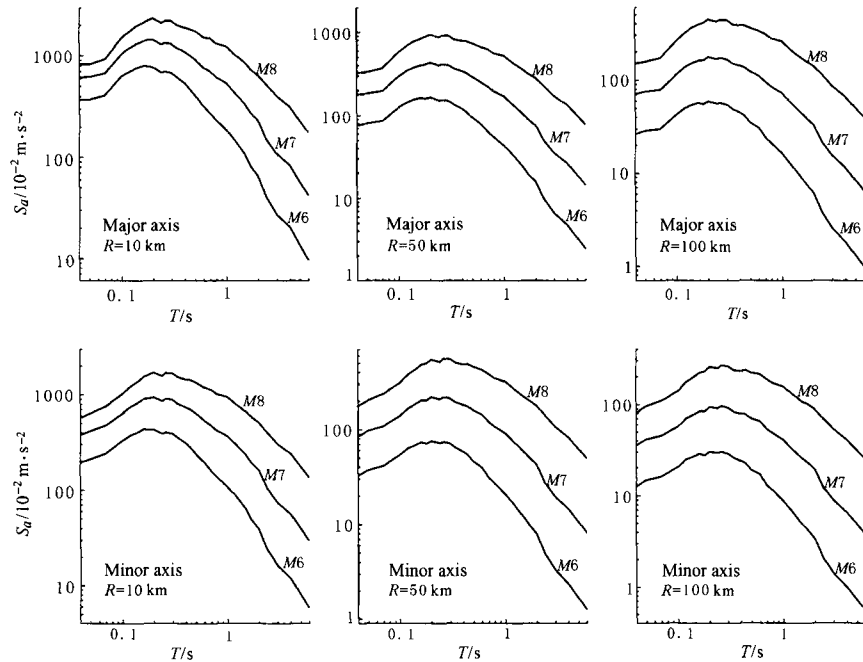 1000
100
10
Sa/10⁻² m·s⁻²
M8
M7
M6
Major axis
R=10 km
0.1
1
T/s
1000
100
10
1
M8
M7
M6
Major axis
R=50 km
0.1
1
T/s
100
10
1
M8
M7
M6
Major axis
R=100 km
0.1
1
T/s
1000
100
10
Sa/10⁻² m·s⁻²
M8
M7
M6
Minor axis
R=10 km
0.1
1
T/s
100
10
1
M8
M7
M6
Minor axis
R=50 km
0.1
1
T/s
100
10
1
M8
M7
M6
Minor axis
R=100 km
0.1
1
T/s